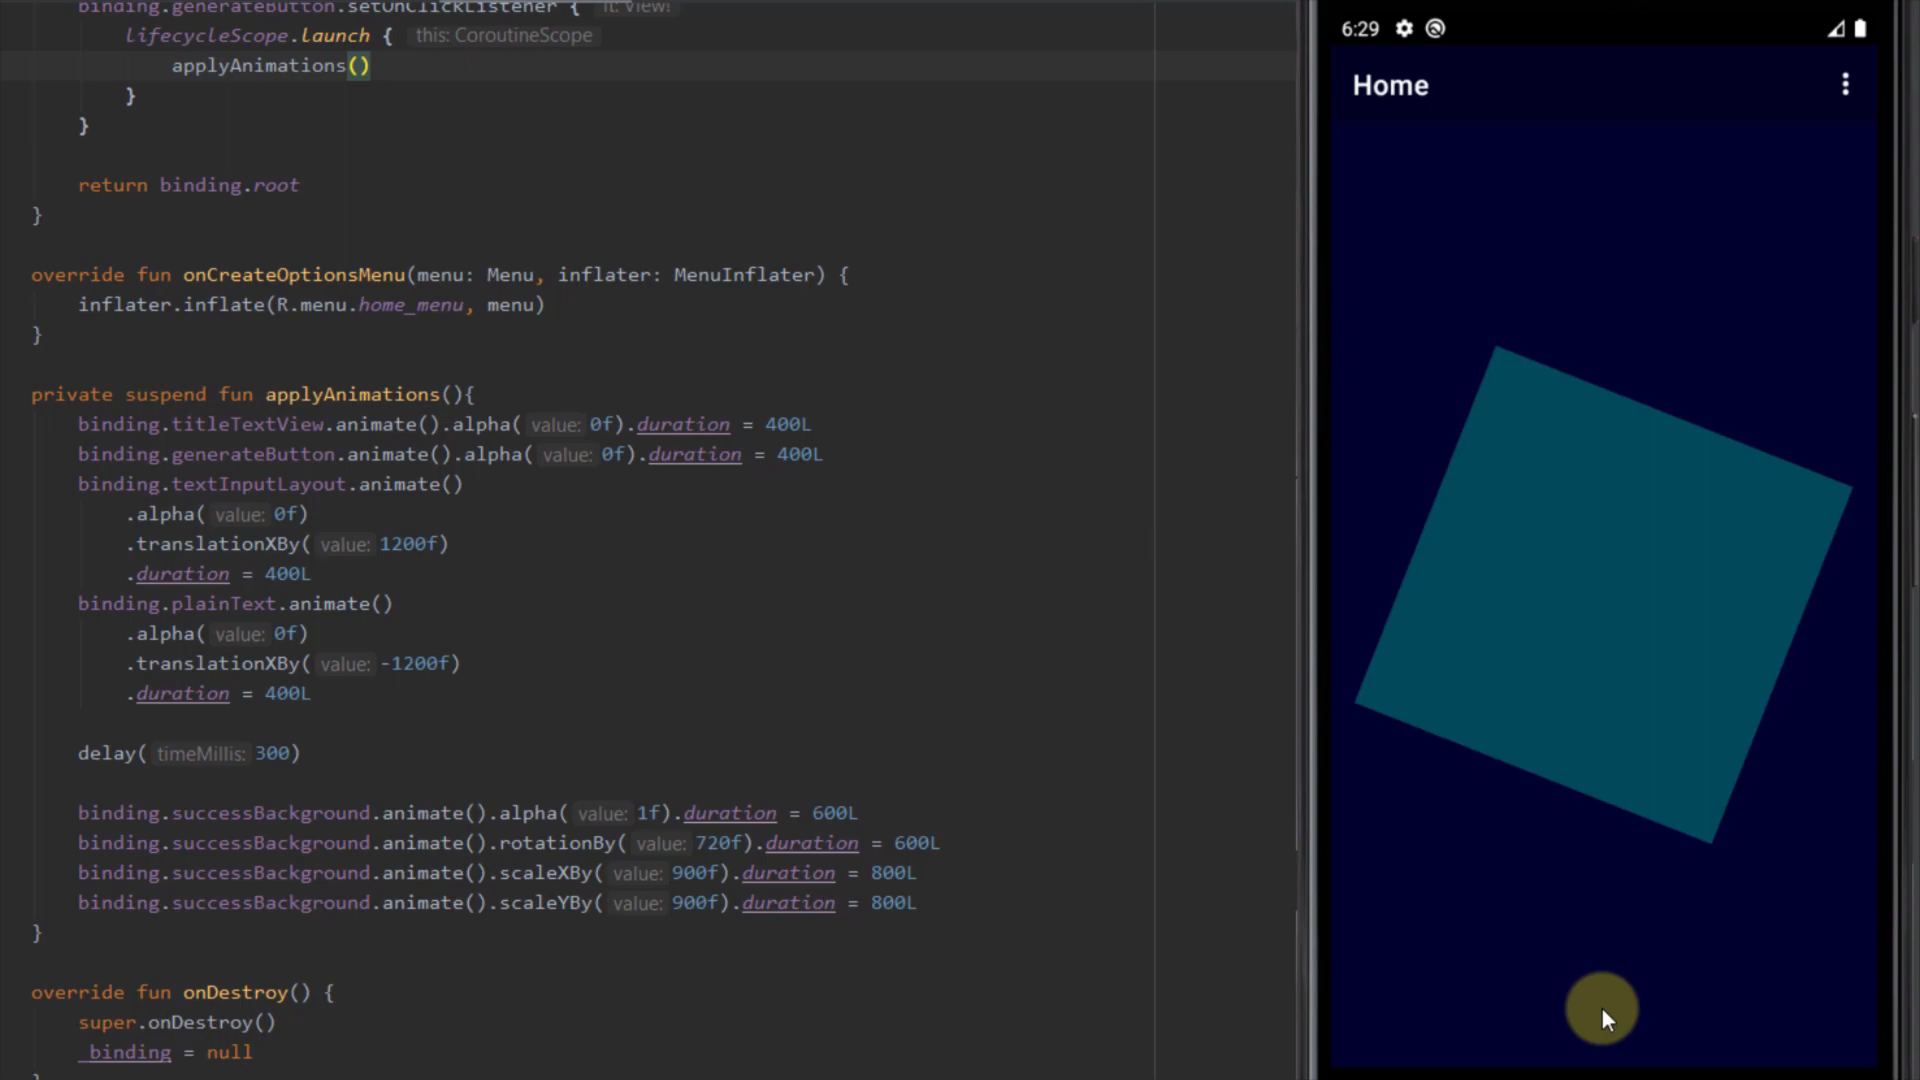 binding.generateButton.setOnClickListener { it: View!
lifecycleScope.launch { this: CoroutineScope
applyAnimations()
}
}
return binding.root
}
override fun onCreateOptionsMenu(menu: Menu, inflater: MenuInflater) {
inflater.inflate(R.menu.home_menu, menu)
}
private suspend fun applyAnimations(){
binding.titleTextView.animate().alpha( value: 0f).duration = 400L
binding.generateButton.animate().alpha( value: 0f).duration = 400L
binding.textInputLayout.animate()
.alpha( value: 0f)
.translationXBy( value: 1200f)
.duration = 400L
binding.plainText.animate()
.alpha( value: 0f)
.translationXBy( value: -1200f)
.duration = 400L
delay( timeMillis: 300)
binding.successBackground.animate().alpha( value: 1f).duration = 600L
binding.successBackground.animate().rotationBy( value: 720f).duration = 600L
binding.successBackground.animate().scaleXBy( value: 900f).duration = 800L
binding.successBackground.animate().scaleYBy( value: 900f).duration = 800L
}
override fun onDestroy() {
super.onDestroy()
_binding = null
}
6:29
Home